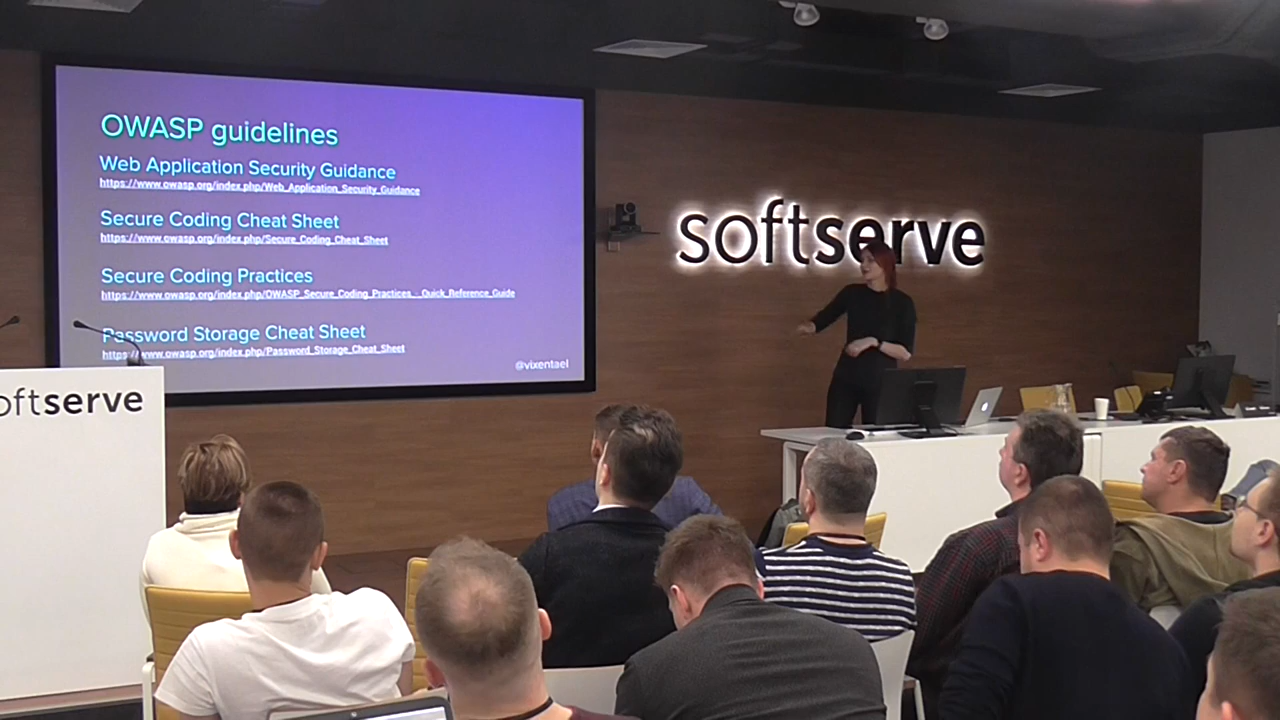 OWASP guidelines
Web Application Security Guidance
https://www.owasp.org/index.php/Web_Application_Security_Guidance
Secure Coding Cheat Sheet
https://www.owasp.org/index.php/Secure_Coding_Cheat_Sheet
Secure Coding Practices
https://www.owasp.org/index.php/OWASP_Secure_Coding_Practices_-_Quick_Reference_Guide
Password Storage Cheat Sheet
https://www.owasp.org/index.php/Password_Storage_Cheat_Sheet
@vixentael
softserve
oftserve